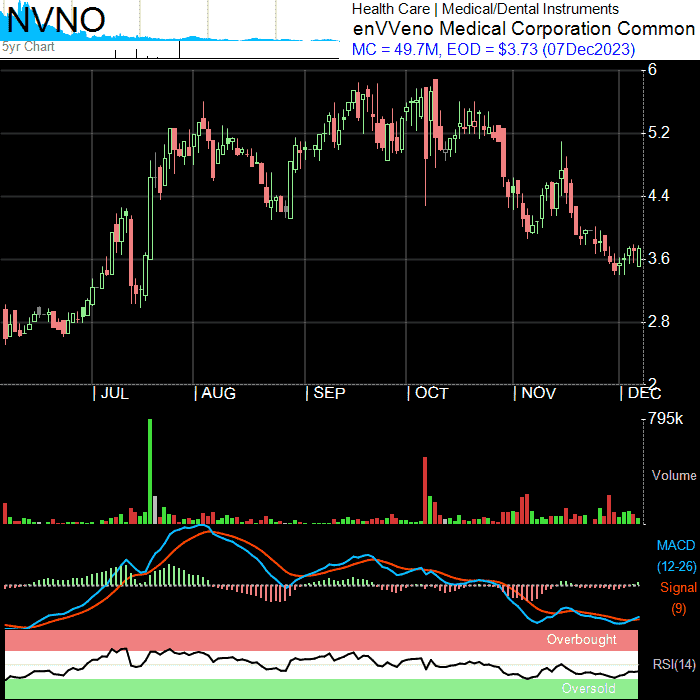 NVNO
5yr Chart
Health Care | Medical/Dental Instruments
enVVeno Medical Corporation Common
MC = 49.7M, EOD = $3.73 (07Dec2023)
6
5.2
4.4
3.6
2.8
2
| JUL | AUG | SEP | OCT | NOV | DEC
795k
Volume
MACD
(12-26)
Signal
(9)
Overbought
RSI(14)
Oversold